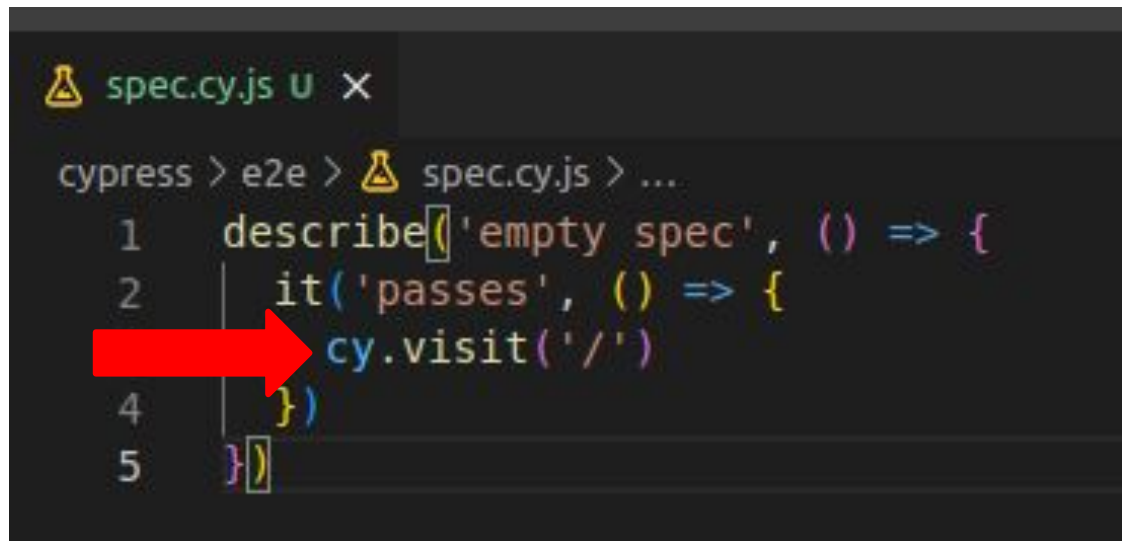 spec.cy.js U ×
cypress > e2e > spec.cy.js > ...
1 describe('empty spec', () => {
2 it('passes', () => {
cy.visit('/')
4 })
5 })